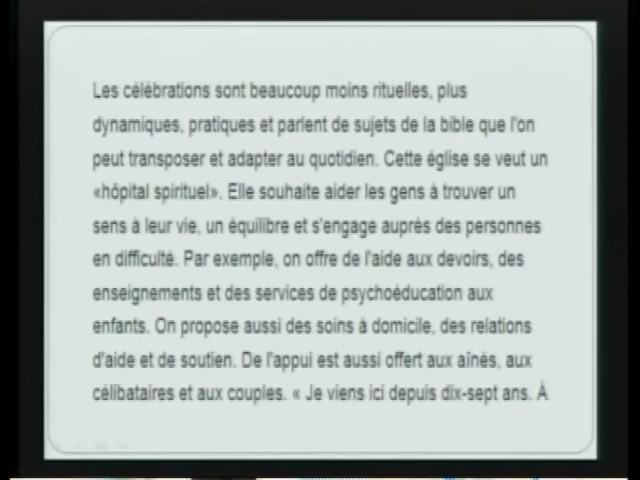 Les célébrations sont beaucoup moins rituelles, plus
dynamiques, pratiques et parlent de sujets de la bible que l'on
peut transposer et adapter au quotidien. Cette église se veut un
«hôpital spirituel». Elle souhaite aider les gens à trouver un
sens à leur vie, un équilibre et s'engage auprès des personnes
en difficulté. Par exemple, on offre de l'aide aux devoirs, des
enseignements et des services de psychoéducation aux
enfants. On propose aussi des soins à domicile, des relations
d'aide et de soutien. De l'appui est aussi offert aux aînés, aux
célibataires et aux couples. « Je viens ici depuis dix-sept ans. À